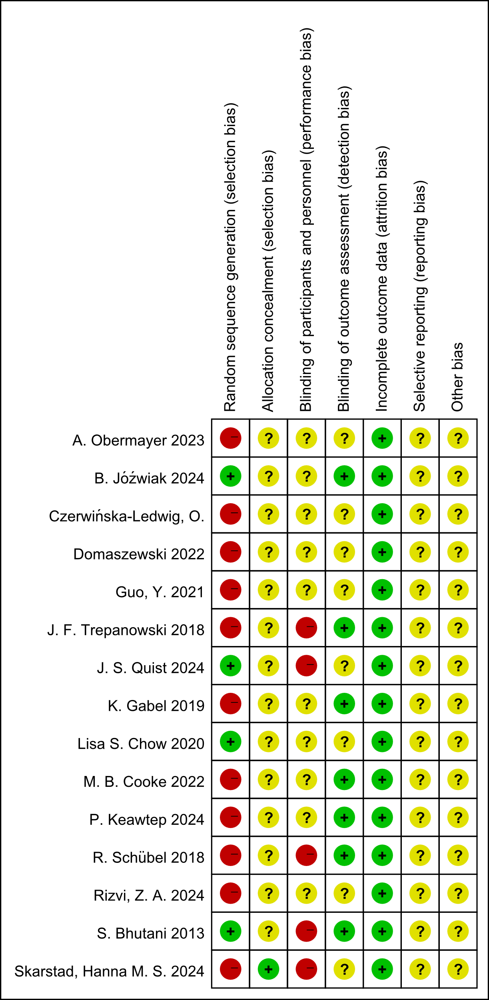 Random sequence generation (selection bias)
Allocation concealment (selection bias)
Blinding of participants and personnel (performance bias)
Blinding of outcome assessment (detection bias)
Incomplete outcome data (attrition bias)
Selective reporting (reporting bias)
Other bias
A. Obermayer 2023 – ? ? ? + ? ?
B. Jóźwiak 2024 + ? ? + + ? ?
Czerwińska-Ledwig, O. – ? ? ? + ? ?
Domaszewski 2022 – ? ? ? + ? ?
Guo, Y. 2021 – ? ? ? + ? ?
J. F. Trepanowski 2018 – ? – + + ? ?
J. S. Quist 2024 + ? – ? + ? ?
K. Gabel 2019 – ? ? + + ? ?
Lisa S. Chow 2020 + ? ? ? + ? ?
M. B. Cooke 2022 – ? ? + + ? ?
P. Keawtep 2024 – ? ? + + ? ?
R. Schübel 2018 – ? – + + ? ?
Rizvi, Z. A. 2024 – ? ? ? + ? ?
S. Bhutani 2013 + ? – + + ? ?
Skarstad, Hanna M. S. 2024 – + – ? + ? ?